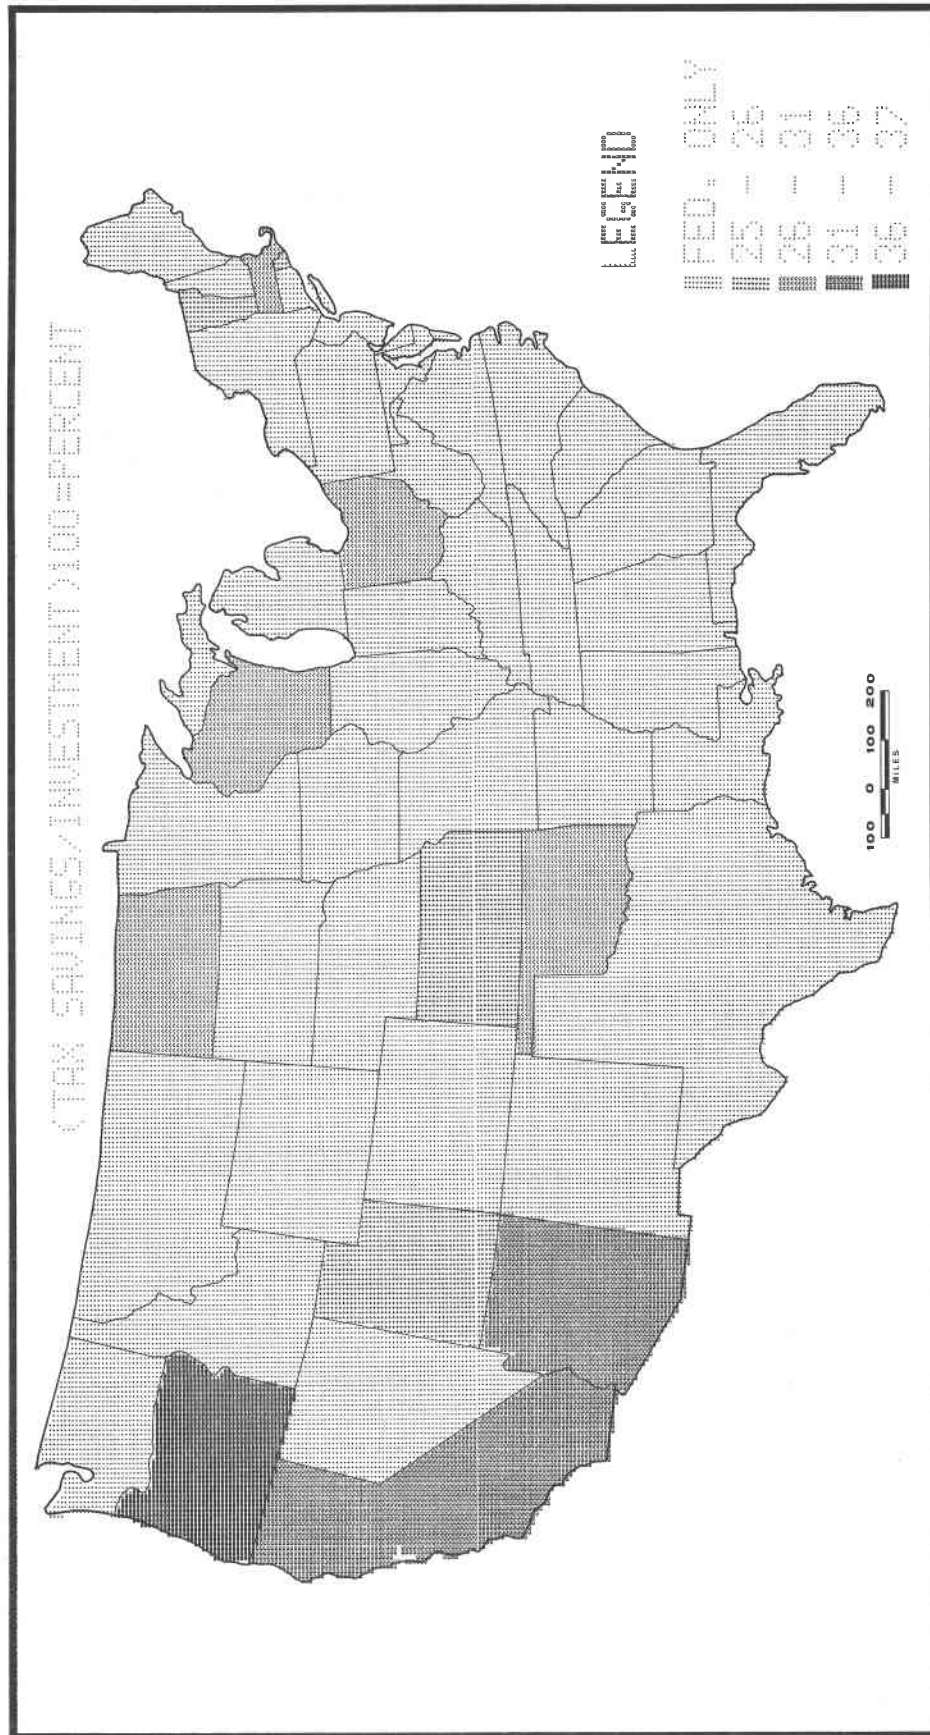 (TAX SAVINGS/INVESTMENT)100=PERCENT
LEGEND
FED. ONLY
25 - 26
26 - 31
31 - 36
36 - 37
100 0 100 200
MILES